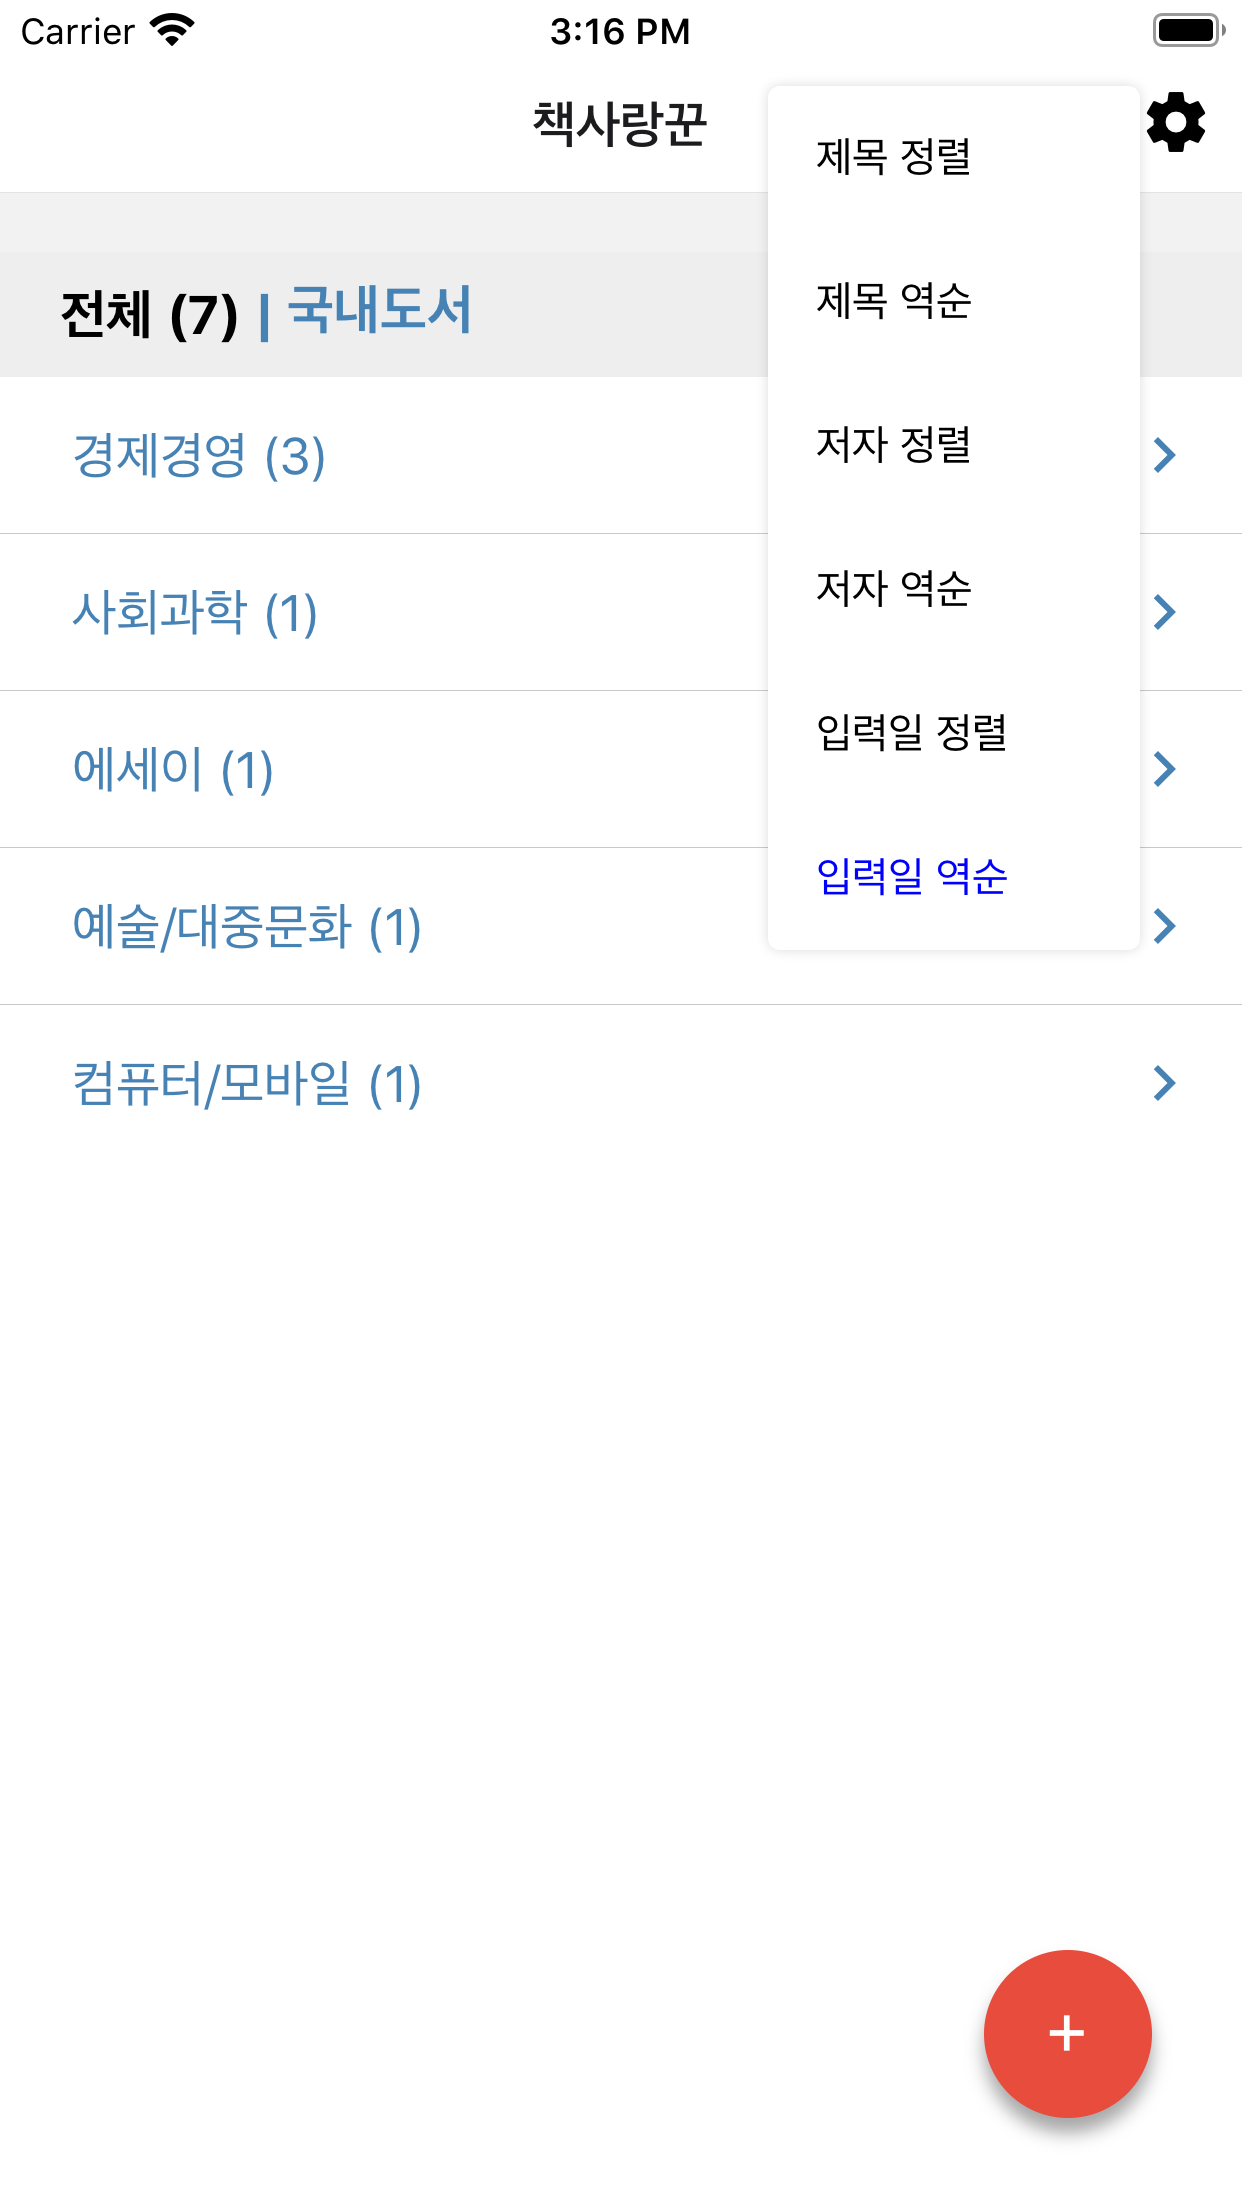 Carrier 3:16 PM
책사랑꾼
제목 정렬
제목 역순
저자 정렬
저자 역순
입력일 정렬
입력일 역순
전체 (7) | 국내도서
경제경영 (3)
사회과학 (1)
에세이 (1)
예술/대중문화 (1)
컴퓨터/모바일 (1)
+